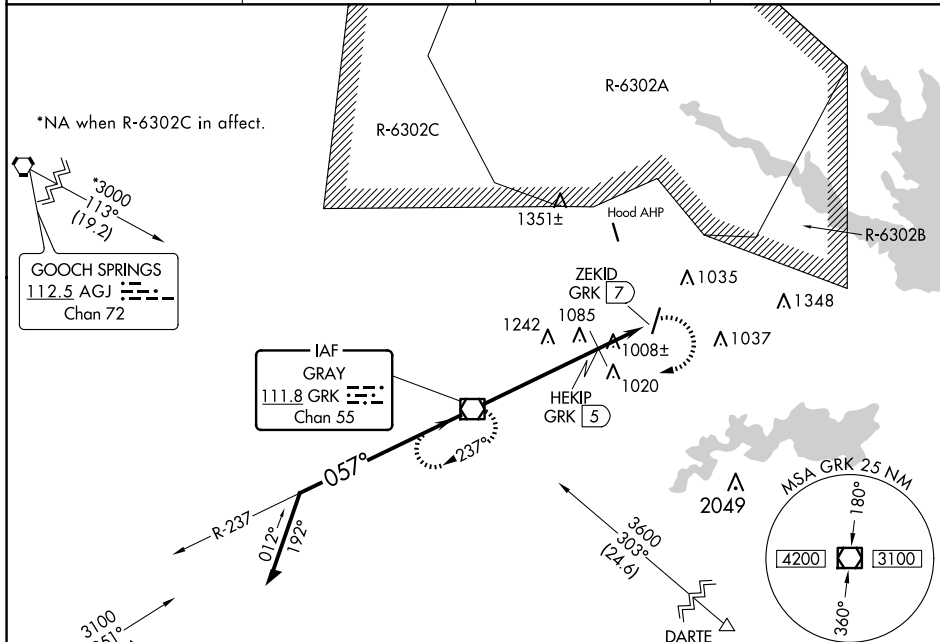 *NA when R-6302C in affect.
R-6302A
R-6302C
R-6302B
*3000
113°
(19.2)
1351±
Hood AHP
GOOCH SPRINGS
112.5 AGJ
Chan 72
ZEKID
GRK 7
1035
1348
1242
1085
1008±
1037
1020
IAF
GRAY
111.8 GRK
Chan 55
HEKIP
GRK 5
237°
057°
R-237
012°
192°
2049
MSA GRK 25 NM
180°
4200
3100
360°
3600
303°
(24.6)
DARTE
3100